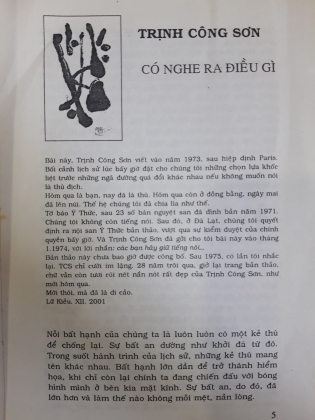 TRỊNH CÔNG SƠN
CÓ NGHE RA ĐIỀU GÌ
Bài này, Trịnh Công Sơn viết vào năm 1973, sau hiệp định Paris.
Bối cảnh lịch sử lúc bấy giờ đặt cho chúng tôi những chọn lựa khốc
liệt trước những ngã đường quá đổi khác nhau nếu không muốn nói
là thù địch.
Hôm qua là bạn, nay đã là thù. Hôm qua còn ở đồng bằng, ngày mai
đã lên núi. Thế hệ chúng tôi đã chia lìa như thế.
Tờ báo Ý Thức, sau 23 số bán nguyệt san đã đình bản năm 1971.
Chúng tôi không còn tiếng nói. Sau đó, ở Đà Lạt, chúng tôi quyết
định ra nội san Ý Thức bản thảo, vượt qua sự kiểm duyệt của chính
quyền bấy giờ. Và Trịnh Công Sơn đã gởi cho tôi bài này vào tháng
1.1974, với lời nhắn: các bạn hãy giữ tiếng nói...
Bản thảo này chưa bao giờ được công bố. Sau 1975, có lần tôi nhắc
lại, TCS chỉ cười im lặng. 28 năm trôi qua, giở lại trang bản thảo,
chữ vẫn còn tươi rói nét nắn nót rất đẹp của Trịnh Công Sơn, như
mới hôm qua.
Mới thôi, mà đã là di cảo.
Lữ Kiều, XII. 2001
Nỗi bất hạnh của chúng ta là luôn luôn có một kẻ thù
để chống lại. Sự bất an dường như khởi đà từ đó.
Trong suốt hành trình của lịch sử, những kẻ thù mang
tên khác nhau. Bất hạnh lớn dần để trở thành hiểm
họa, khi chỉ còn lại chính ta đang chiến đấu với bóng
hình mình ở bên kia mặt kính. Sự bất an, do đó, đã
lớn hơn và làm thế nào không mỏi mệt, nản lòng.
5